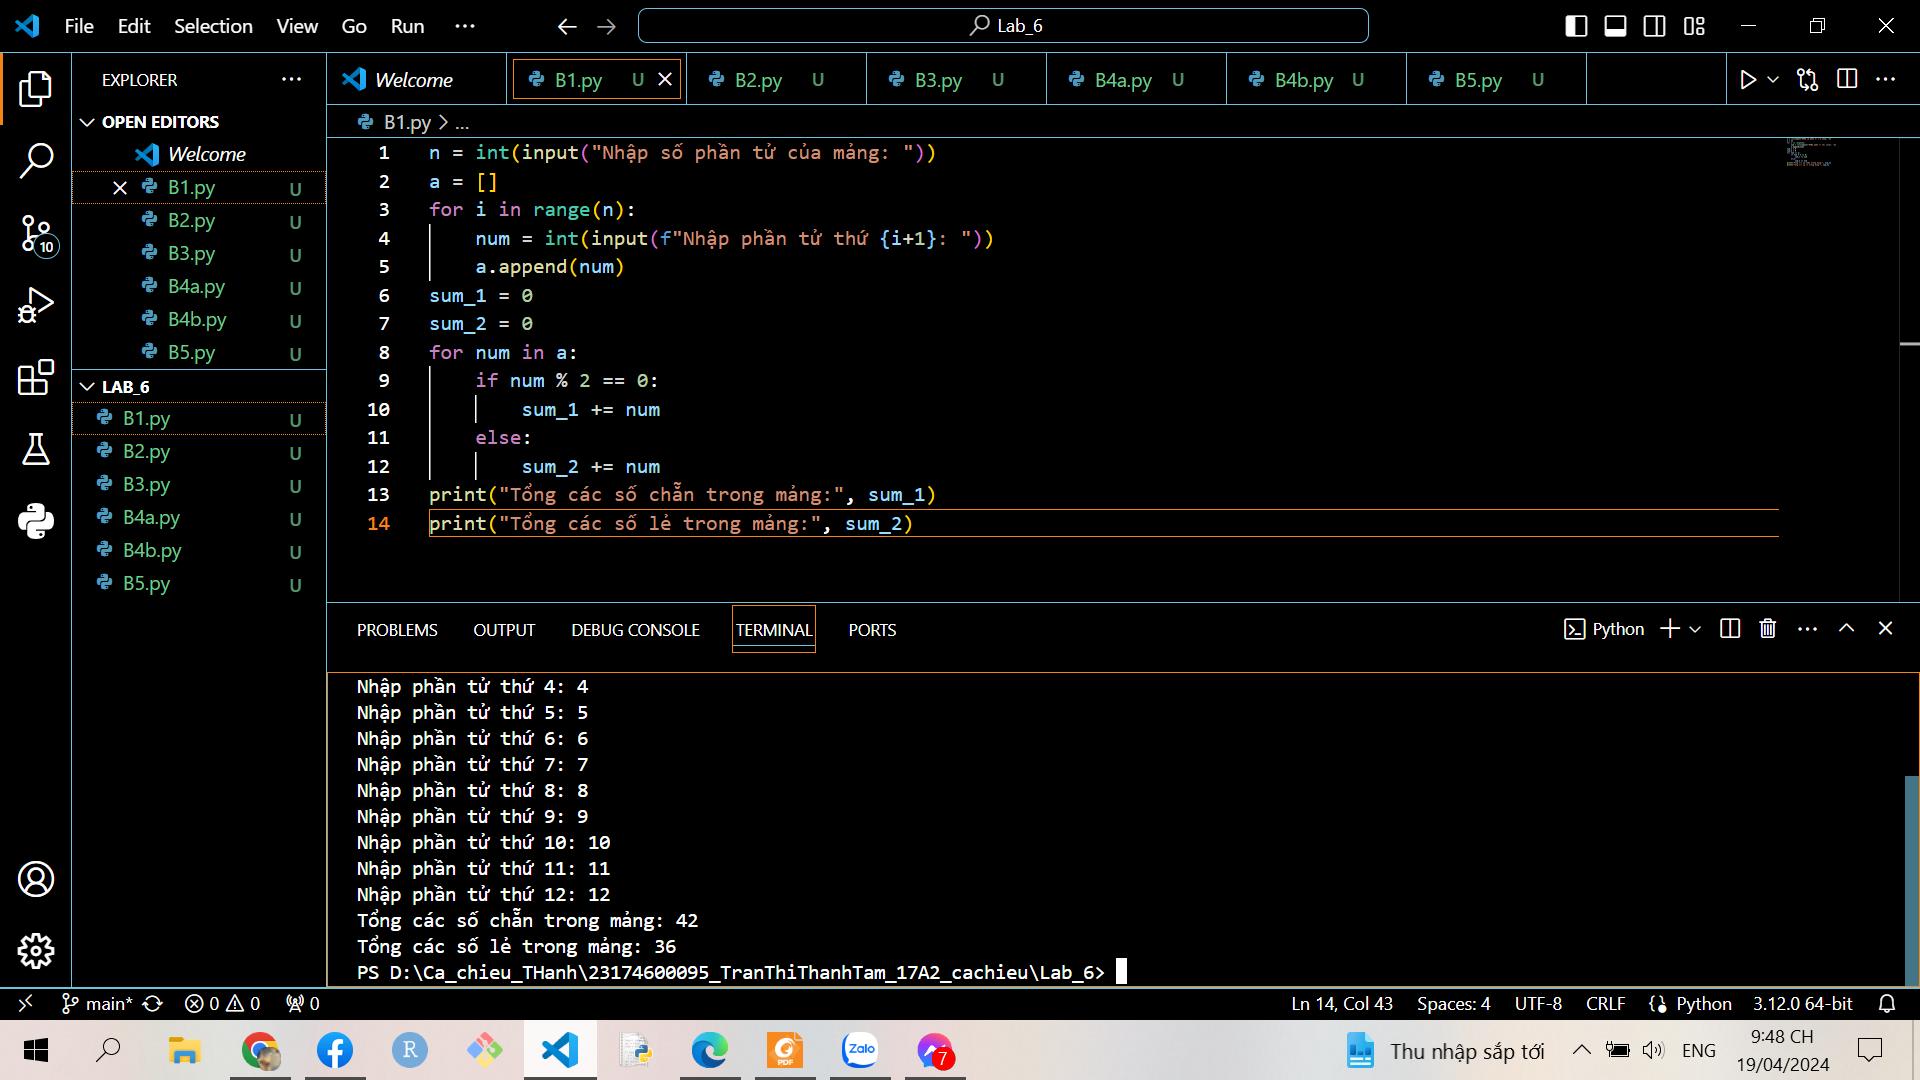 File Edit Selection View Go Run ··· Lab_6
EXPLORER ···
OPEN EDITORS
Welcome
B1.py U
B2.py U
B3.py U
B4a.py U
B4b.py U
B5.py U
LAB_6
B1.py U
B2.py U
B3.py U
B4a.py U
B4b.py U
B5.py U
10
Welcome B1.py U B2.py U B3.py U B4a.py U B4b.py U B5.py U
B1.py > ...
1 n = int(input("Nhập số phần tử của mảng: "))
2 a = []
3 for i in range(n):
4 num = int(input(f"Nhập phần tử thứ {i+1}: "))
5 a.append(num)
6 sum_1 = 0
7 sum_2 = 0
8 for num in a:
9 if num % 2 == 0:
10 sum_1 += num
11 else:
12 sum_2 += num
13 print("Tổng các số chẵn trong mảng:", sum_1)
14 print("Tổng các số lẻ trong mảng:", sum_2)
PROBLEMS OUTPUT DEBUG CONSOLE TERMINAL PORTS Python
Nhập phần tử thứ 4: 4
Nhập phần tử thứ 5: 5
Nhập phần tử thứ 6: 6
Nhập phần tử thứ 7: 7
Nhập phần tử thứ 8: 8
Nhập phần tử thứ 9: 9
Nhập phần tử thứ 10: 10
Nhập phần tử thứ 11: 11
Nhập phần tử thứ 12: 12
Tổng các số chẵn trong mảng: 42
Tổng các số lẻ trong mảng: 36
PS D:\Ca_chieu_THanh\23174600095_TranThiThanhTam_17A2_cachieu\Lab_6>
main* 0 0 0 Ln 14, Col 43 Spaces: 4 UTF-8 CRLF Python 3.12.0 64-bit
R PDF Zalo 7 Thu nhập sắp tới ENG 9:48 CH
19/04/2024